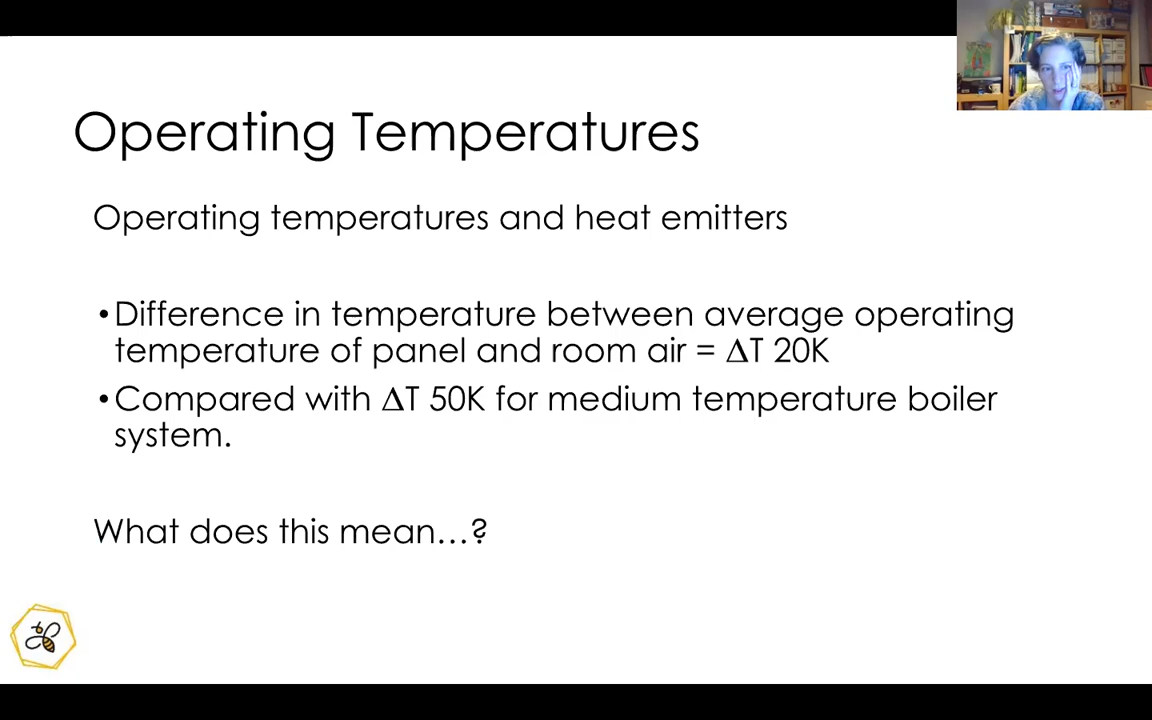 Operating Temperatures
Operating temperatures and heat emitters
•Difference in temperature between average operating
temperature of panel and room air = ΔT 20K
•Compared with ΔT 50K for medium temperature boiler
system.
What does this mean...?